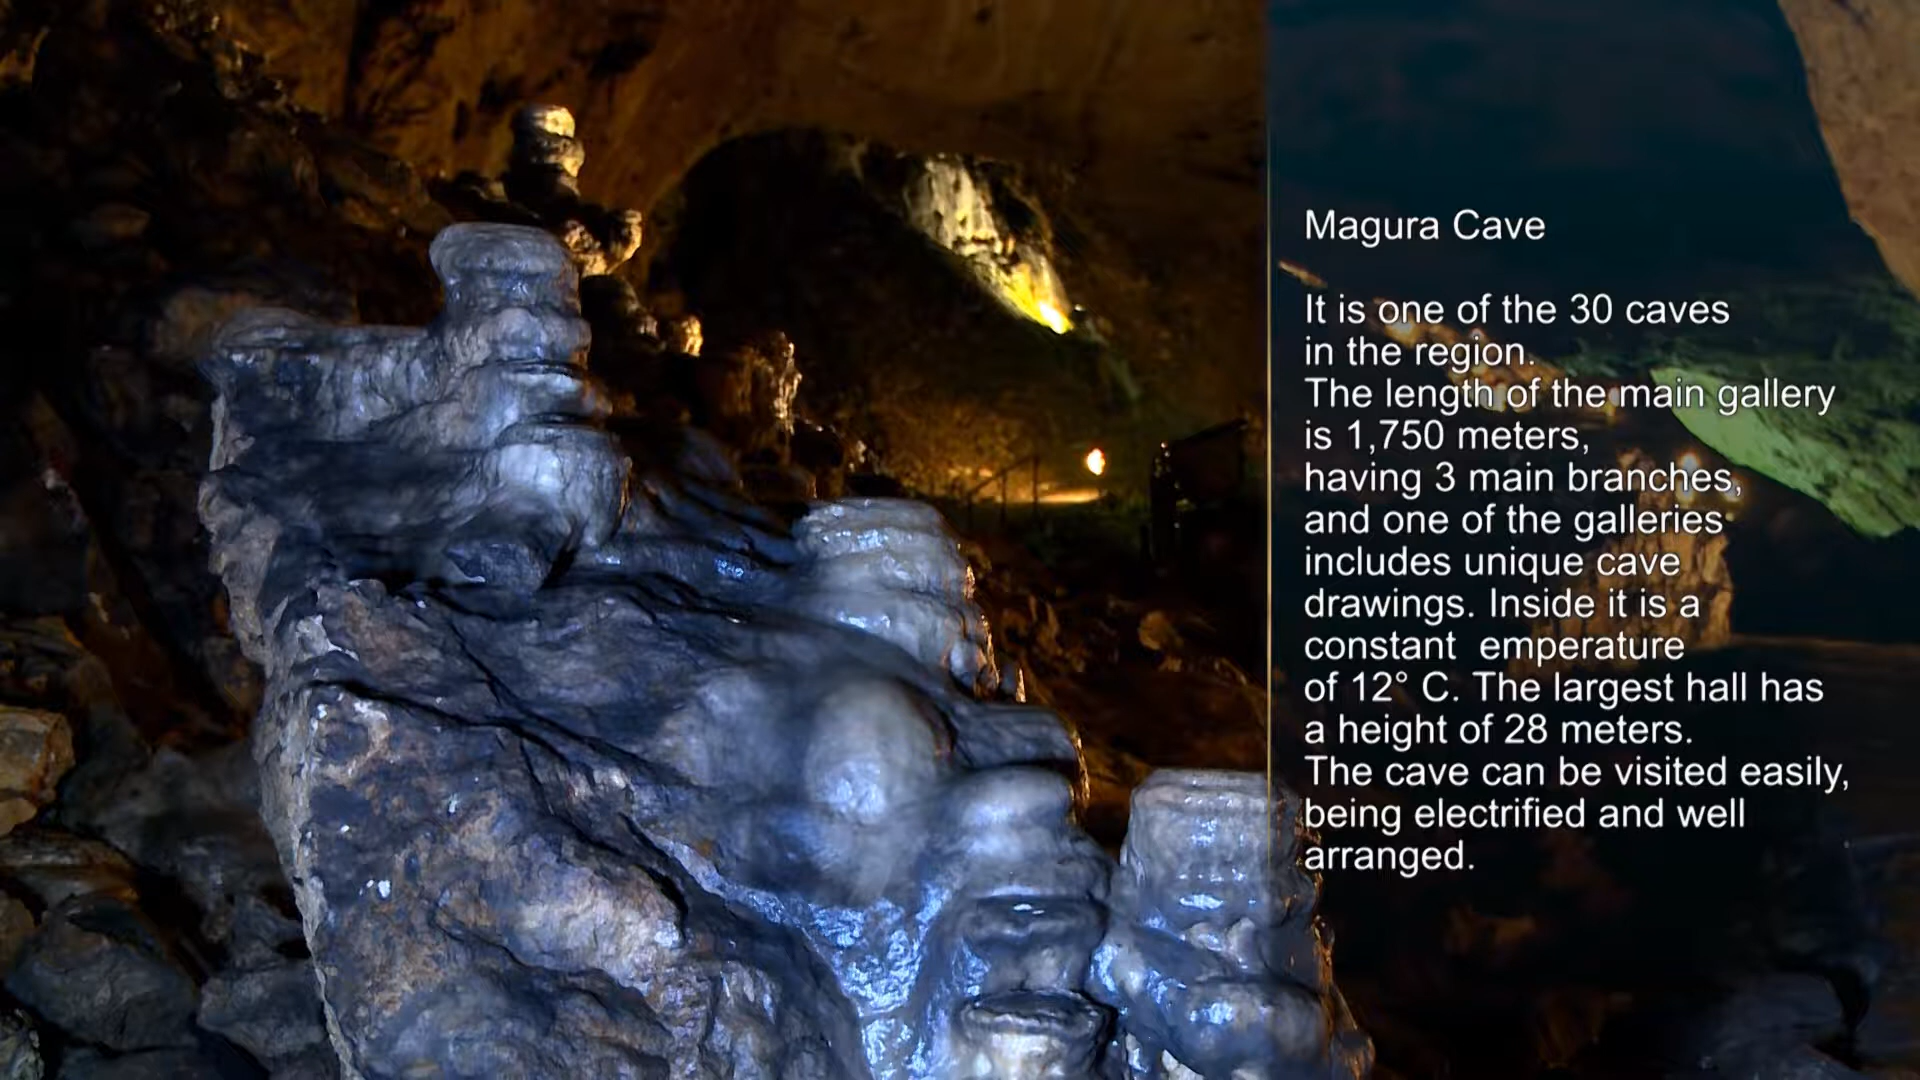 Magura Cave
It is one of the 30 caves
in the region.
The length of the main gallery
is 1,750 meters,
having 3 main branches,
and one of the galleries
includes unique cave
drawings. Inside it is a
constant  emperature
of 12° C. The largest hall has
a height of 28 meters.
The cave can be visited easily,
being electrified and well
arranged.